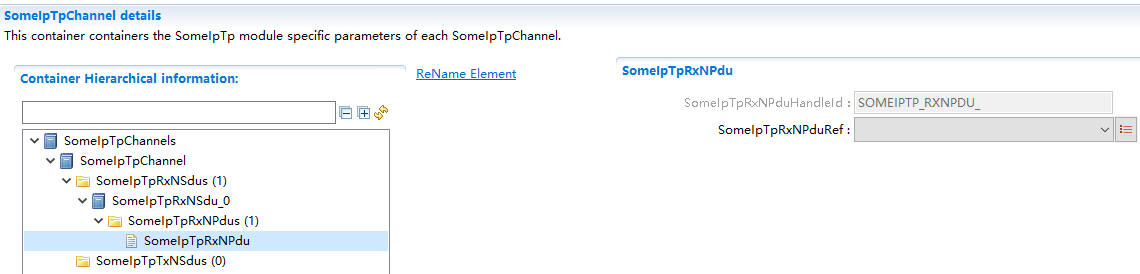 SomeIpTpChannel details
This container containers the SomeIpTp module specific parameters of each SomeIpTpChannel.
Container Hierarchical information:
ReName Element
SomeIpTpChannels
SomeIpTpChannel
SomeIpTpRxNSdus (1)
SomeIpTpRxNSdu_0
SomeIpTpRxNPdus (1)
SomeIpTpRxNPdu
SomeIpTpTxNSdus (0)
SomeIpTpRxNPdu
SomeIpTpRxNPduHandleId : SOMEIPTP_RXNPDU_
SomeIpTpRxNPduRef :